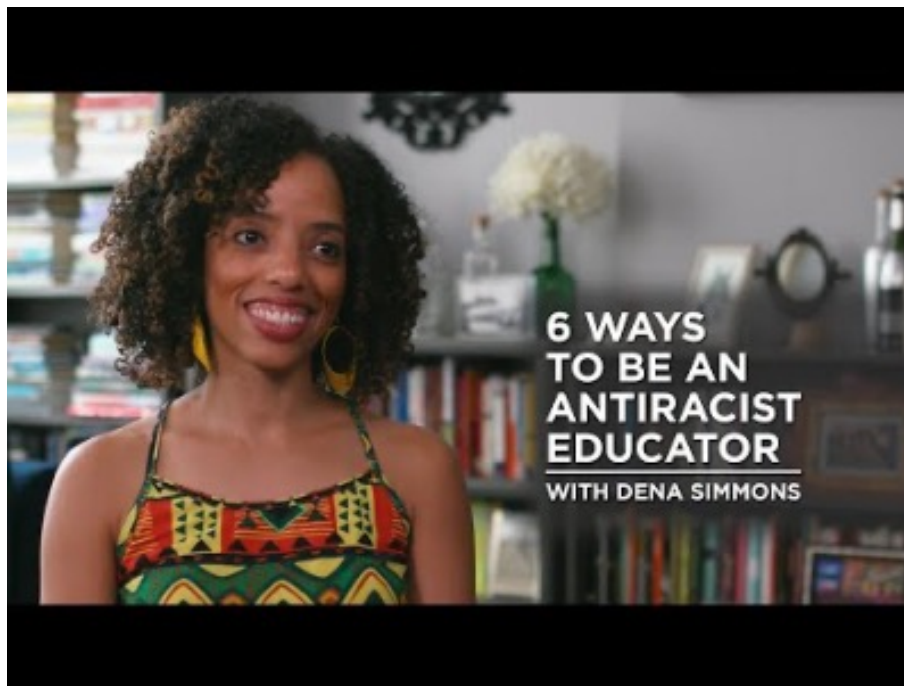 6 WAYS
TO BE AN
ANTIRACIST
EDUCATOR
WITH DENA SIMMONS